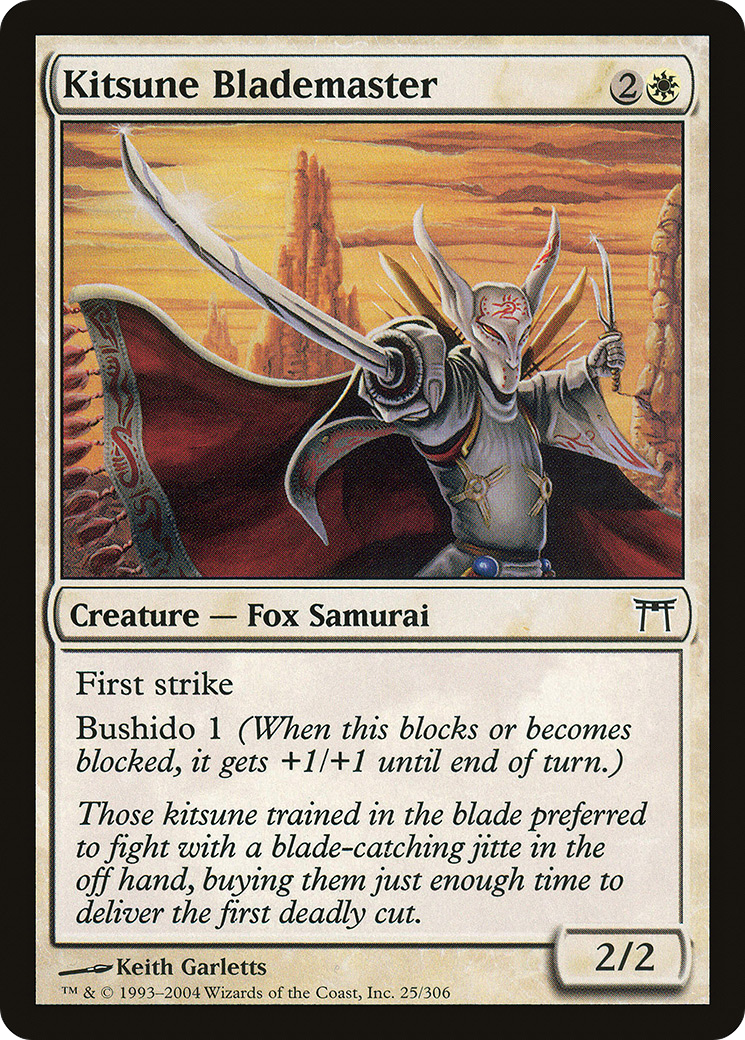 Kitsune Blademaster
2
Creature — Fox Samurai
First strike
Bushido 1 (When this blocks or becomes
blocked, it gets +1/+1 until end of turn.)
Those kitsune trained in the blade preferred
to fight with a blade-catching jitte in the
off hand, buying them just enough time to
deliver the first deadly cut.
2/2
Keith Garletts
™ & © 1993–2004 Wizards of the Coast, Inc. 25/306